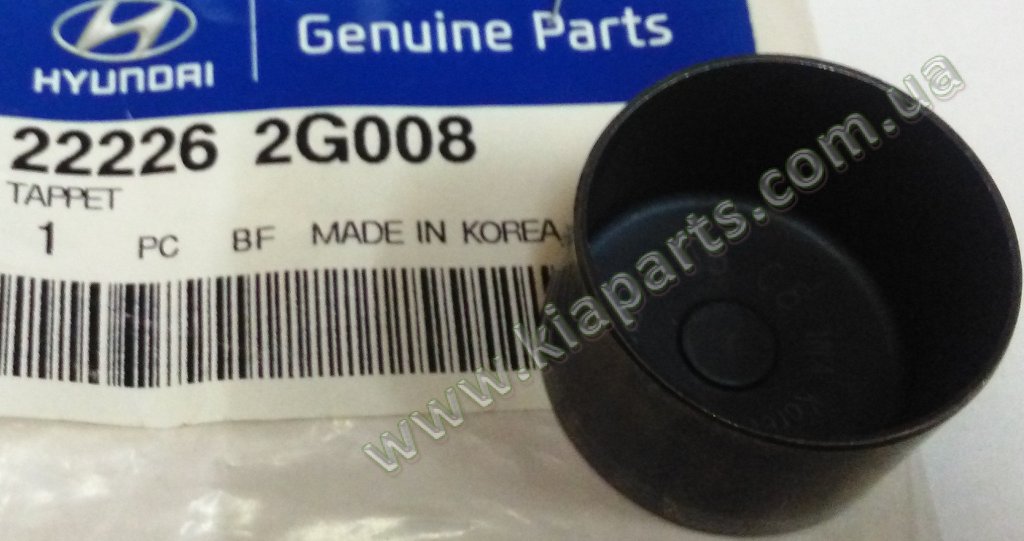 HYUNDAI
Genuine Parts
22226 2G008
TAPPET
1 PC BF MADE IN KOREA
www.kiaparts.com.ua